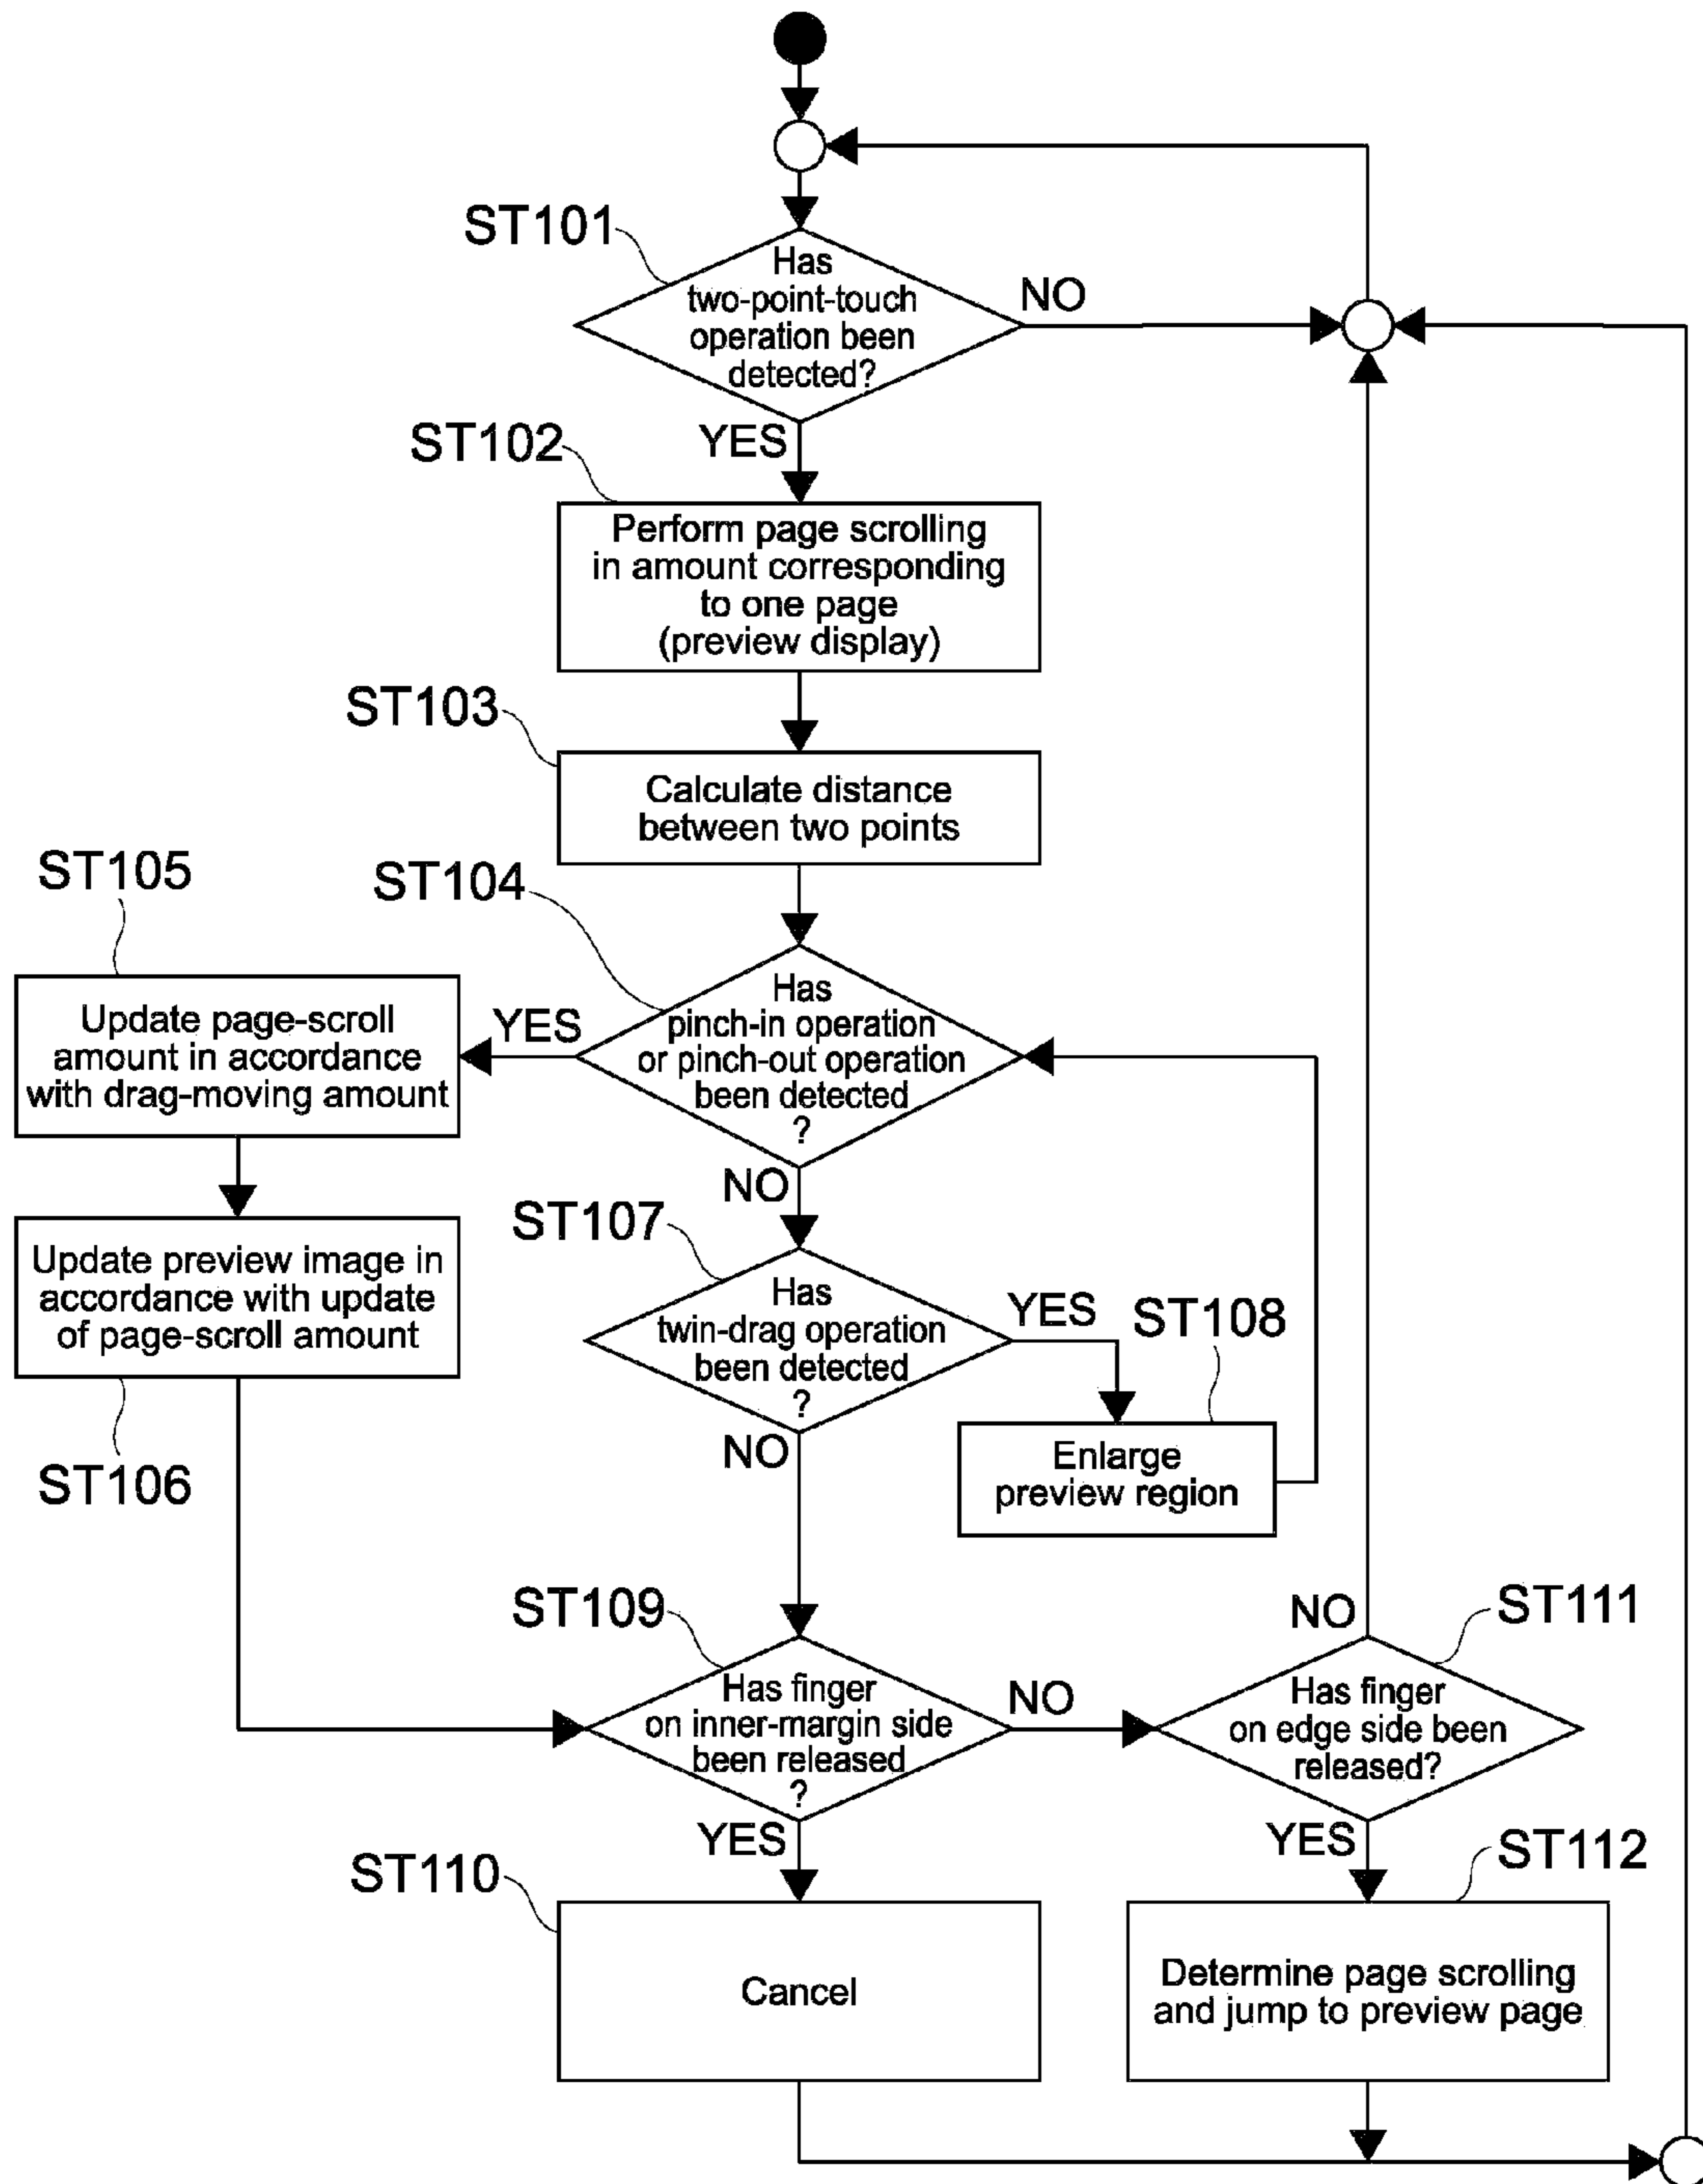 ST101
Has
two-point-touch
operation been
detected?
NO
YES
ST102
Perform page scrolling
in amount corresponding
to one page
(preview display)
ST103
Calculate distance
between two points
ST105
ST104
Update page-scroll
amount in accordance
with drag-moving amount
YES
Has
pinch-in operation
or pinch-out operation
been detected
?
NO
Update preview image in
accordance with update
of page-scroll amount
ST106
ST107
Has
twin-drag operation
been detected
?
YES
ST108
NO
Enlarge
preview region
ST109
Has finger
on inner-margin side
been released
?
NO
NO
ST111
Has finger
on edge side been
released?
YES
YES
ST110
Cancel
ST112
Determine page scrolling
and jump to preview page